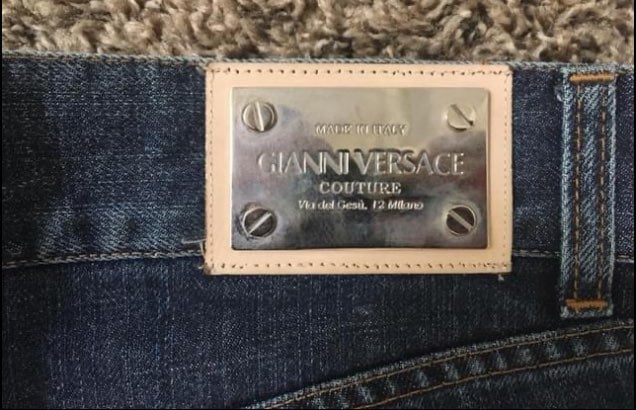 MADE IN ITALY
GIANNI VERSACE
COUTURE
Via del Gesù, 12 Milano